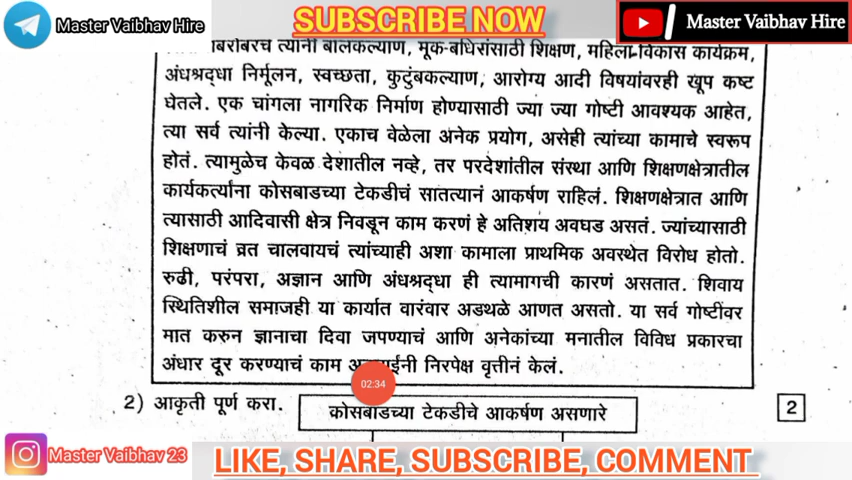 SUBSCRIBE NOW
Master Vaibhav Hire
Master Vaibhav Hire
त्यांनी बालकल्याण, मूक-बधिरांसाठी शिक्षण, महिला-विकास कार्यक्रम,
अंधश्रद्धा निर्मूलन, स्वच्छता, कुटुंबकल्याण, आरोग्य आदी विषयांवरही खूप कष्ट
घेतले. एक चांगला नागरिक निर्माण होण्यासाठी ज्या ज्या गोष्टी आवश्यक आहेत,
त्या सर्व त्यांनी केल्या. एकाच वेळेला अनेक प्रयोग, असेही त्यांच्या कामाचे स्वरूप
होतं. त्यामुळेच केवळ देशातील नव्हे, तर परदेशांतील संस्था आणि शिक्षणक्षेत्रातील
कार्यकर्त्यांना कोसबाडच्या टेकडीचं सातत्यानं आकर्षण राहिलं. शिक्षणक्षेत्रात आणि
त्यासाठी आदिवासी क्षेत्र निवडून काम करणं हे अतिशय अवघड असतं. ज्यांच्यासाठी
शिक्षणाचं व्रत चालवायचं त्यांच्याही अशा कामाला प्राथमिक अवस्थेत विरोध होतो.
रुढी, परंपरा, अज्ञान आणि अंधश्रद्धा ही त्यामागची कारणं असतात. शिवाय
स्थितिशील समाजही या कार्यात वारंवार अडथळे आणत असतो. या सर्व गोष्टींवर
मात करुन ज्ञानाचा दिवा जपण्याचं आणि अनेकांच्या मनातील विविध प्रकारचा
अंधार दूर करण्याचं काम निरपेक्ष वृत्तीनं केलं.
02:34
2) आकृती पूर्ण करा.
कोसबाडच्या टेकडीचे आकर्षण असणारे
2
Master Vaibhav 23
LIKE, SHARE, SUBSCRIBE, COMMENT